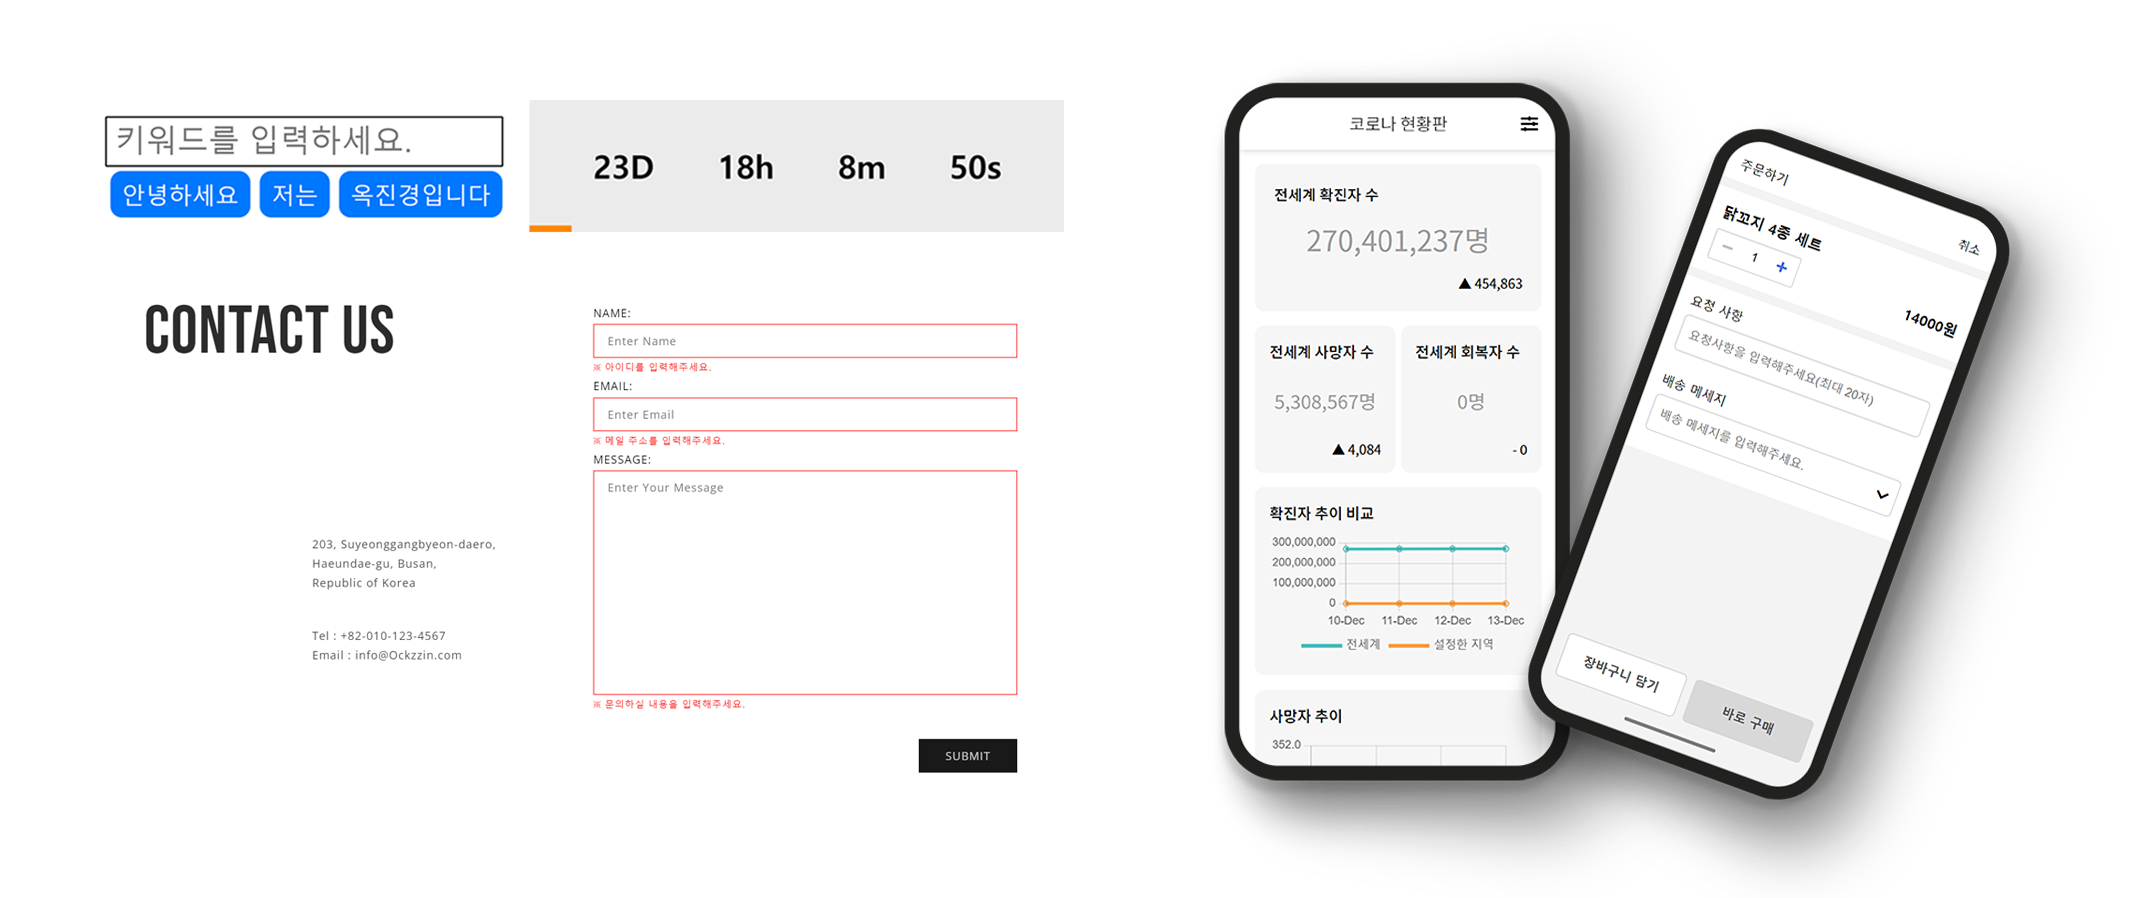 키워드를 입력하세요.
안녕하세요 저는 옥진경입니다
23D 18h 8m 50s
CONTACT US
203, Suyeonggangbyeon-daero,
Haeundae-gu, Busan,
Republic of Korea
Tel : +82-010-123-4567
Email : info@Ockzzin.com
NAME:
Enter Name
※ 아이디를 입력해주세요.
EMAIL:
Enter Email
※ 메일 주소를 입력해주세요.
MESSAGE:
Enter Your Message
※ 문의하실 내용을 입력해주세요.
SUBMIT
코로나 현황판
전세계 확진자 수
270,401,237명
▲ 454,863
전세계 사망자 수
5,308,567명
▲ 4,084
전세계 회복자 수
0명
- 0
확진자 추이 비교
300,000,000
200,000,000
100,000,000
0
10-Dec 11-Dec 12-Dec 13-Dec
전세계 설정한 지역
사망자 추이
352.0
주문하기
취소
닭꼬지 4종 세트
- 1 +
14000원
요청 사항
요청사항을 입력해주세요(최대 20자)
배송 메세지
배송 메세지를 입력해주세요.
장바구니 담기
바로 구매